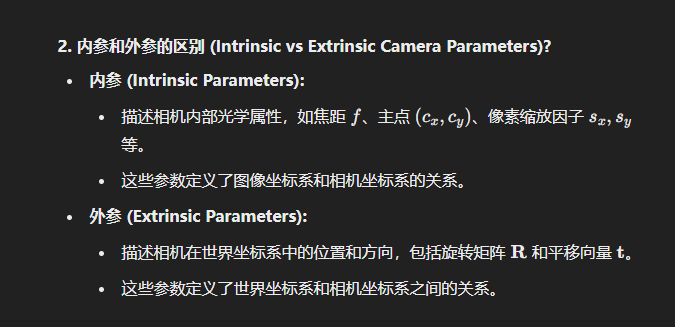 2. 内参和外参的区别 (Intrinsic vs Extrinsic Camera Parameters)?
• 内参 (Intrinsic Parameters):
• 描述相机内部光学属性，如焦距 f、主点 (cₓ, cᵧ)、像素缩放因子 sₓ, sᵧ
等。
• 这些参数定义了图像坐标系和相机坐标系的关系。
• 外参 (Extrinsic Parameters):
• 描述相机在世界坐标系中的位置和方向，包括旋转矩阵 R 和平移向量 t。
• 这些参数定义了世界坐标系和相机坐标系之间的关系。